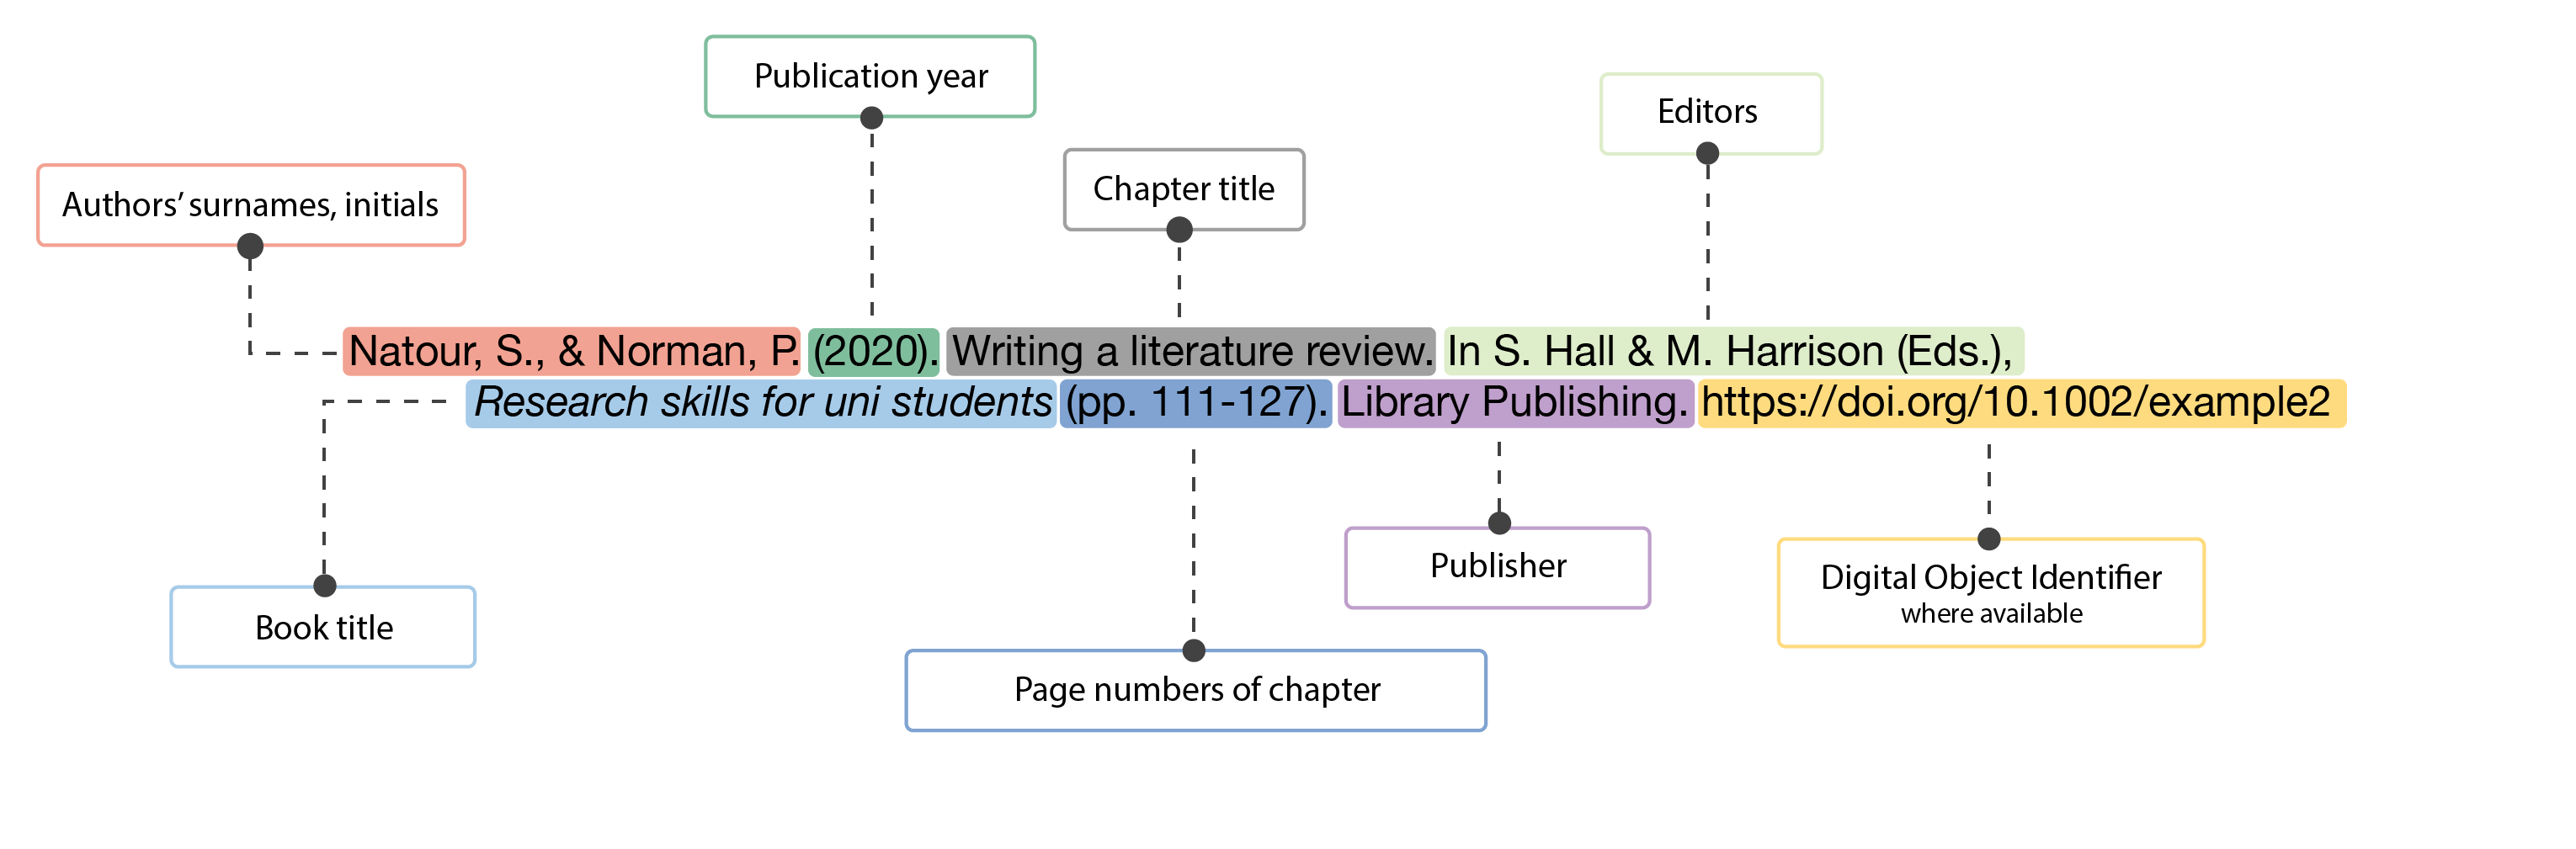 Publication year
Editors
Chapter title
Authors’ surnames, initials
Natour, S., & Norman, P. (2020). Writing a literature review. In S. Hall & M. Harrison (Eds.),
Research skills for uni students (pp. 111-127). Library Publishing. https://doi.org/10.1002/example2
Publisher
Digital Object Identifier
where available
Book title
Page numbers of chapter